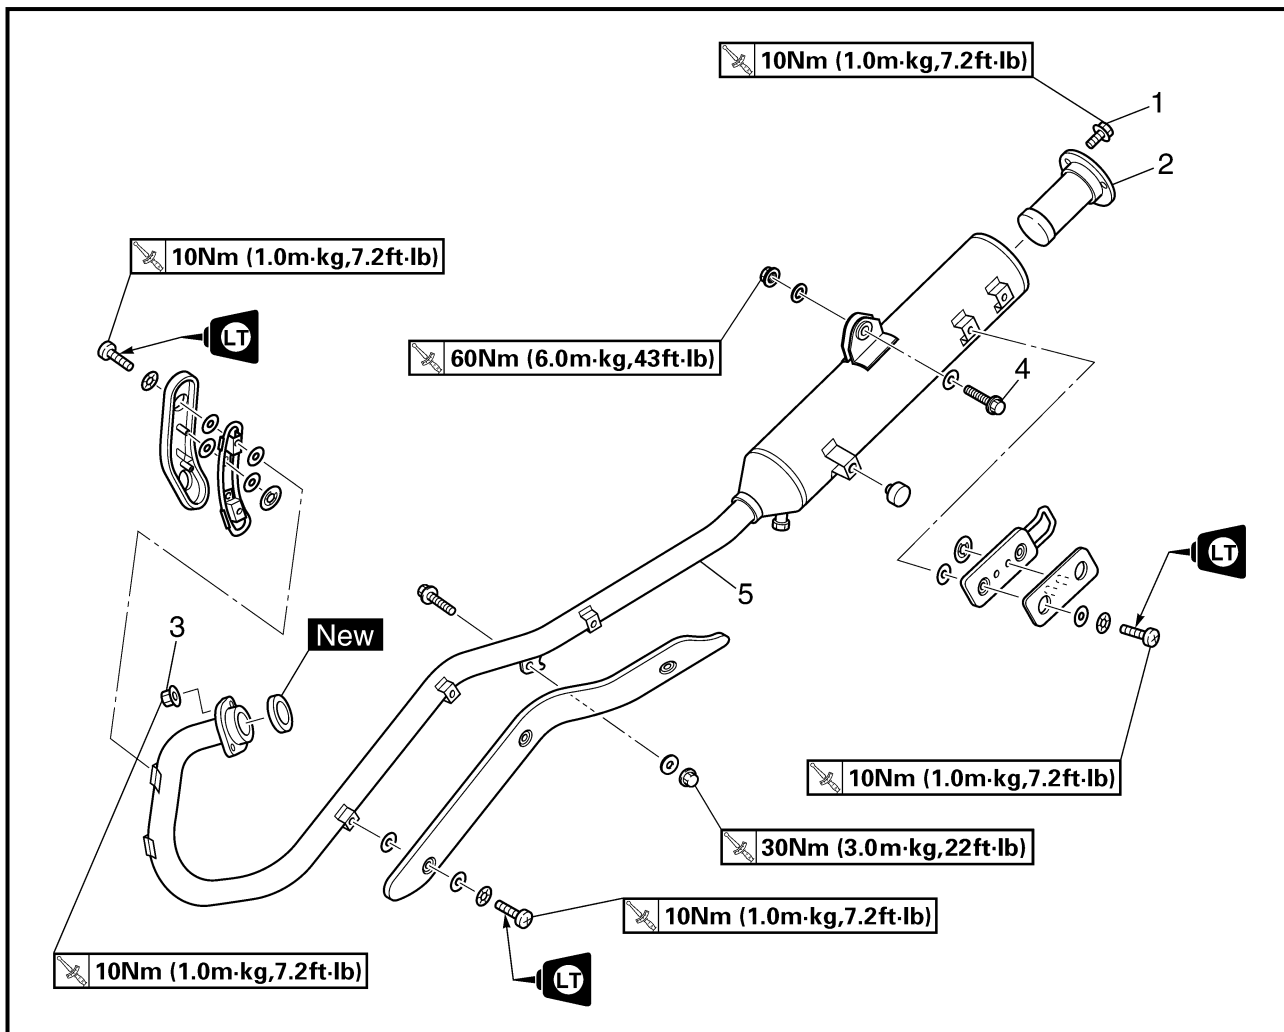 10Nm (1.0m·kg,7.2ft·lb)
1
2
10Nm (1.0m·kg,7.2ft·lb)
LT
60Nm (6.0m·kg,43ft·lb)
4
LT
5
3
New
10Nm (1.0m·kg,7.2ft·lb)
30Nm (3.0m·kg,22ft·lb)
10Nm (1.0m·kg,7.2ft·lb)
10Nm (1.0m·kg,7.2ft·lb)
LT